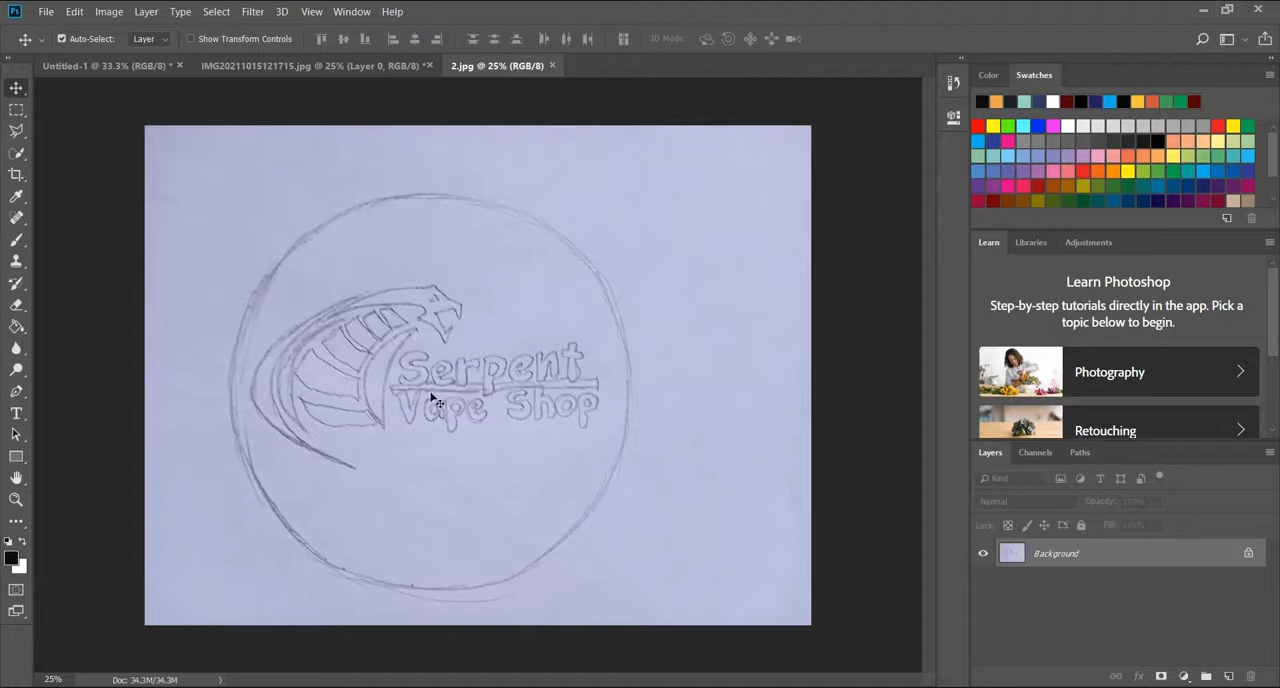 Ps File Edit Image Layer Type Select Filter 3D View Window Help
Auto-Select: Layer Show Transform Controls 3D Mode:
Untitled-1 @ 33.3% (RGB/8) * × IMG20211015121715.jpg @ 25% (Layer 0, RGB/8) * × 2.jpg @ 25% (RGB/8) ×
Color Swatches
Serpent
Vape Shop
Learn Libraries Adjustments
Learn Photoshop
Step-by-step tutorials directly in the app. Pick a
topic below to begin.
Photography
Retouching
Layers Channels Paths
Kind
Normal Opacity: 100%
Lock: Fill: 100%
Background
25% Doc: 34.3M/34.3M